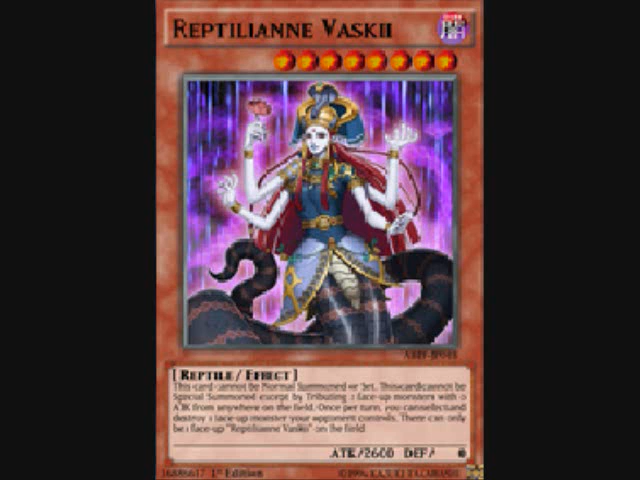 Reptilianne Vaskii
[Reptile/ Effect]
This card cannot be Normal Summoned or Set. This card cannot be
Special Summoned except by Tributing 2 face-up monsters with 0
ATK from anywhere on the field. Once per turn, you can select and
destroy 1 face-up monster your opponent controls. There can only
be 1 face-up "Reptilianne Vaskii" on the field.
ATK/2600 DEF/
1st Edition